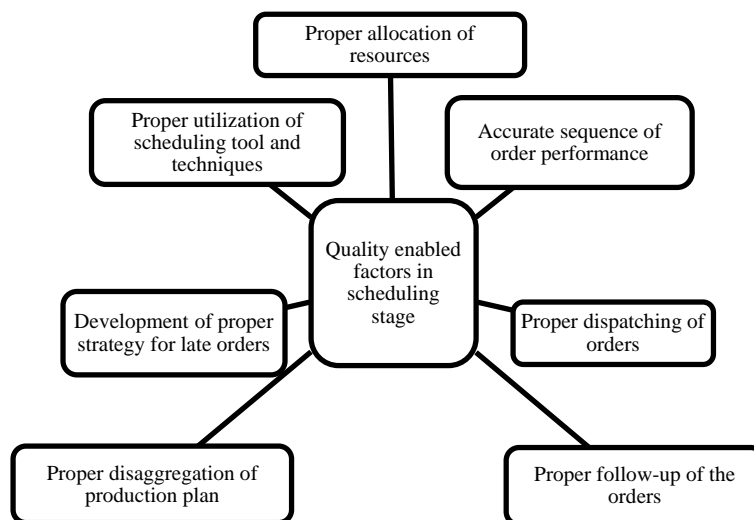 Proper allocation of
resources
Proper utilization of
scheduling tool and
techniques
Accurate sequence of
order performance
Quality enabled
factors in
scheduling
stage
Development of proper
strategy for late orders
Proper dispatching of
orders
Proper disaggregation of
production plan
Proper follow-up of the
orders